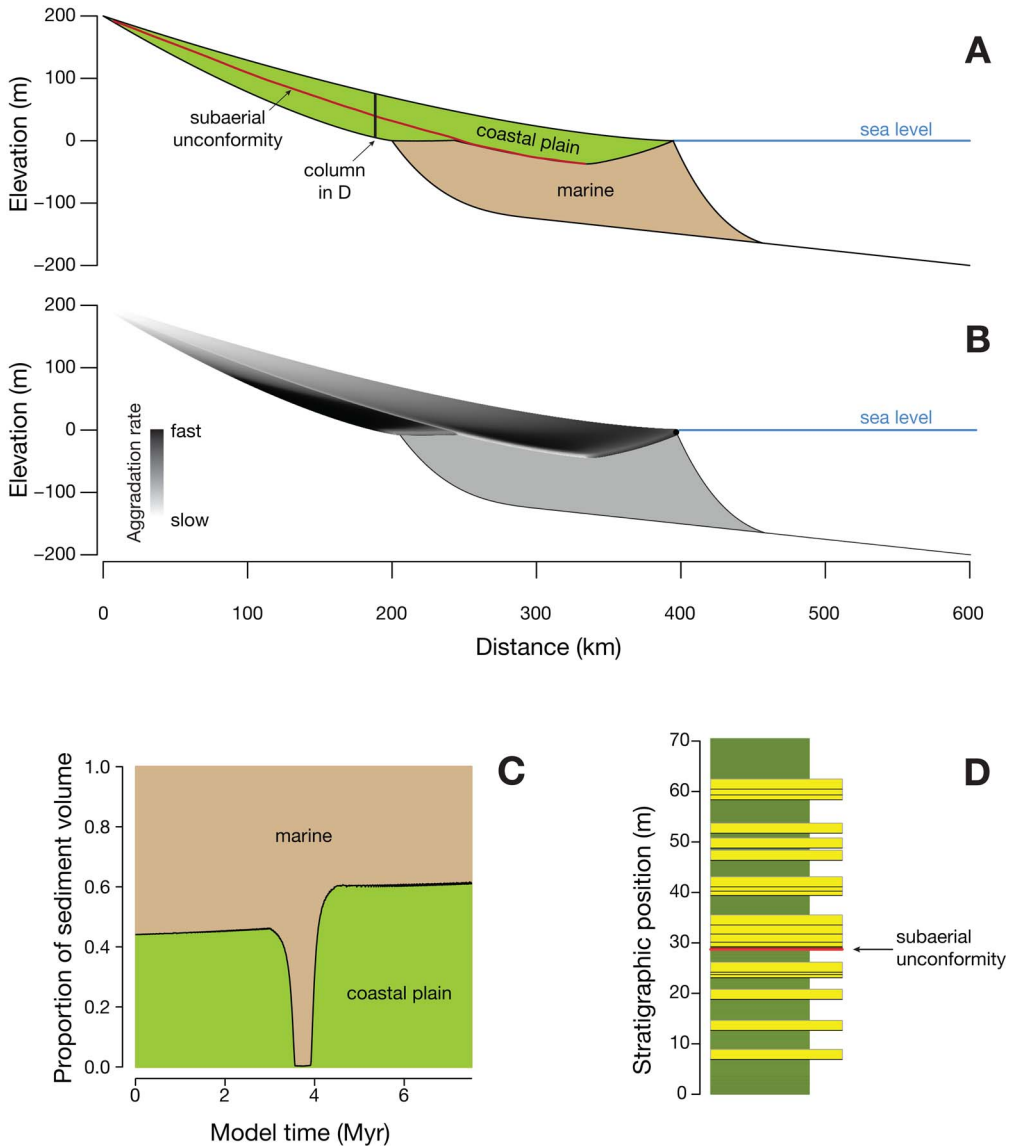 A
200
100
0
−100
−200
Elevation (m)
subaerial
unconformity
column
in D
coastal plain
marine
sea level
B
200
100
0
−100
−200
Elevation (m)
Aggradation rate
fast
slow
sea level
0 100 200 300 400 500 600
Distance (km)
C
1.0
0.8
0.6
0.4
0.2
0.0
Proportion of sediment volume
marine
coastal plain
0 2 4 6
Model time (Myr)
D
70
60
50
40
30
20
10
0
Stratigraphic position (m)
subaerial
unconformity